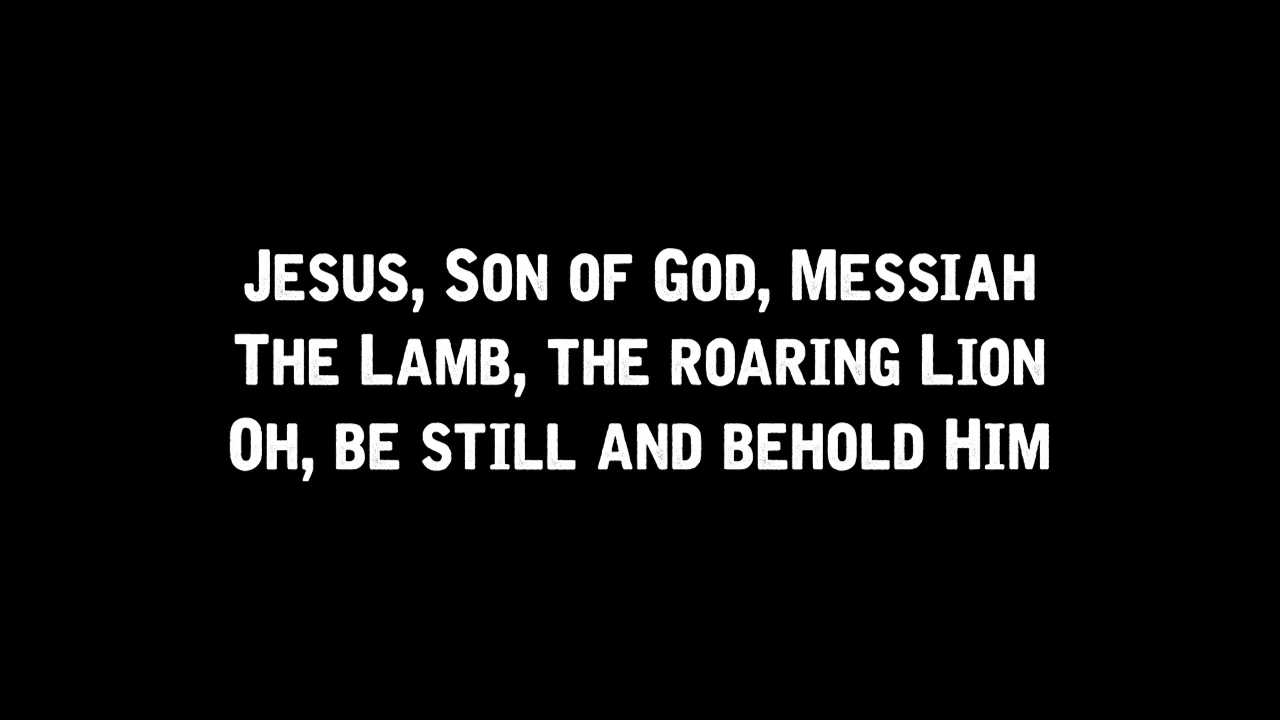 Jesus, Son of God, Messiah
The Lamb, the roaring Lion
Oh, be still and behold Him